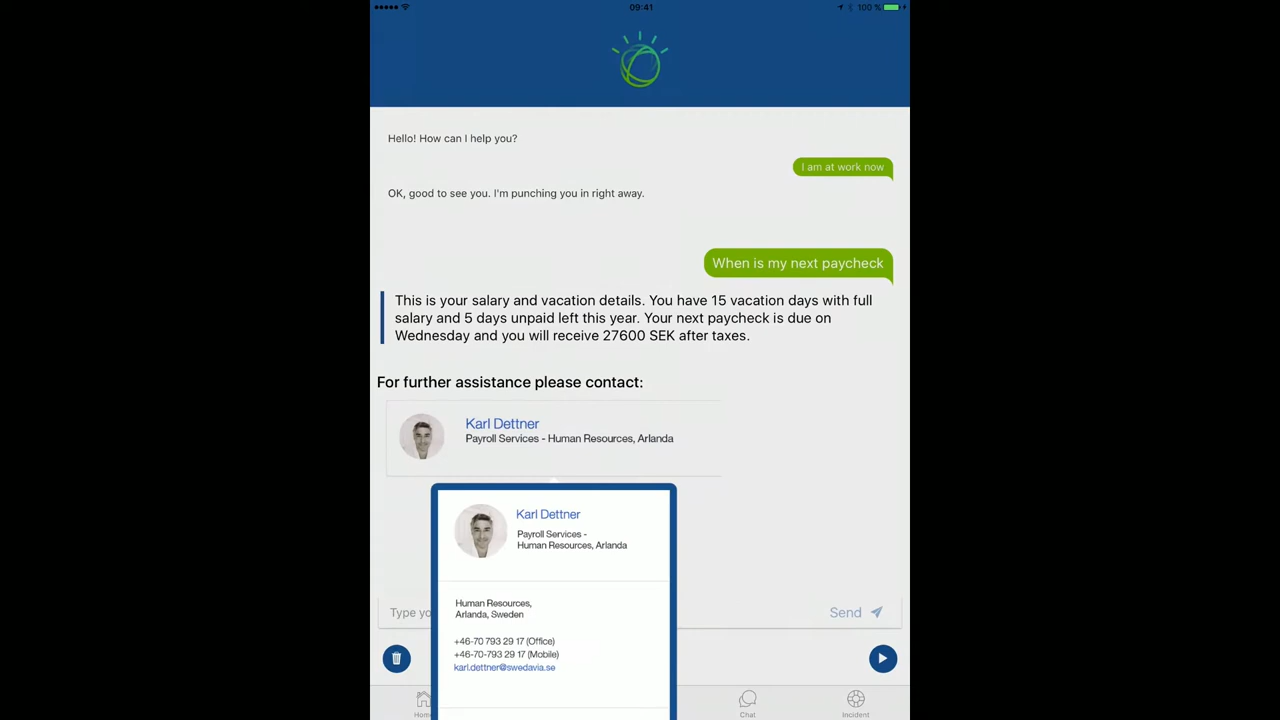 09:41
100 %
Hello! How can I help you?
I am at work now
OK, good to see you. I'm punching you in right away.
When is my next paycheck
This is your salary and vacation details. You have 15 vacation days with full
salary and 5 days unpaid left this year. Your next paycheck is due on
Wednesday and you will receive 27600 SEK after taxes.
For further assistance please contact:
Karl Dettner
Payroll Services - Human Resources, Arlanda
Karl Dettner
Payroll Services -
Human Resources, Arlanda
Human Resources,
Arlanda, Sweden
Type yo
Send
+46-70 793 29 17 (Office)
+46-70-793 29 17 (Mobile)
karl.dettner@swedavia.se
Hom
Chat
Incident